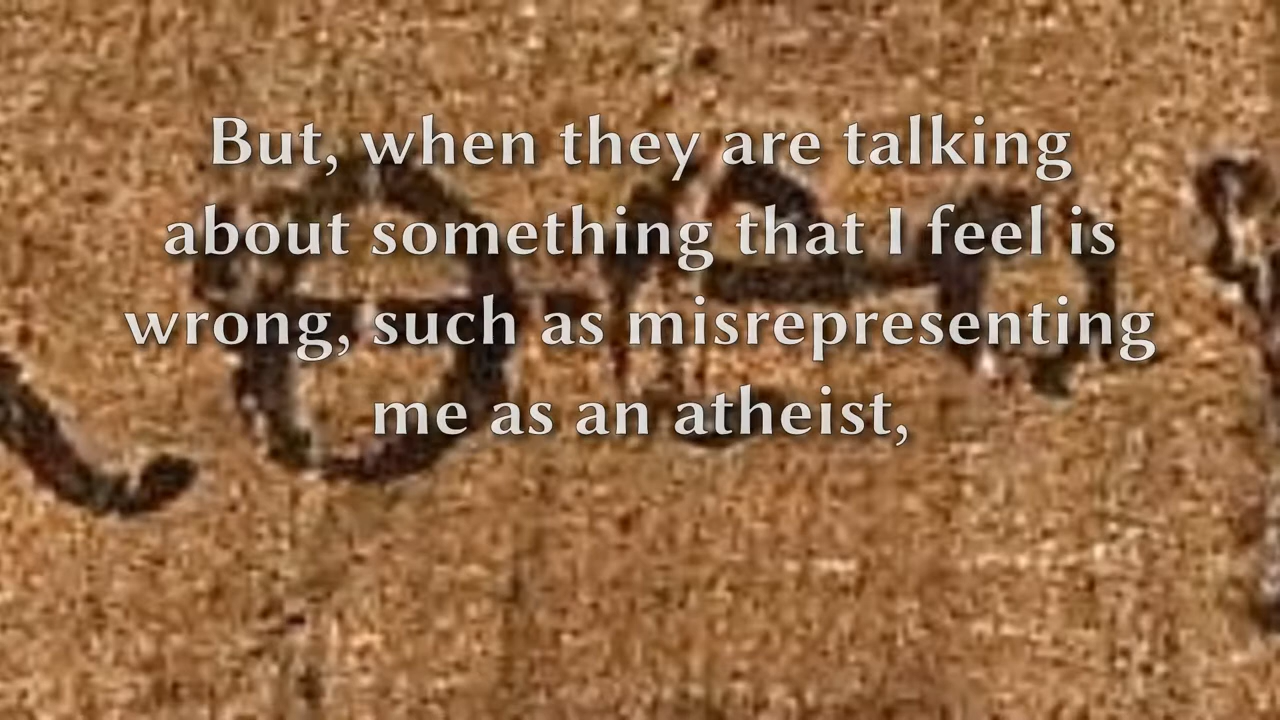 But, when they are talking
about something that I feel is
wrong, such as misrepresenting
me as an atheist,